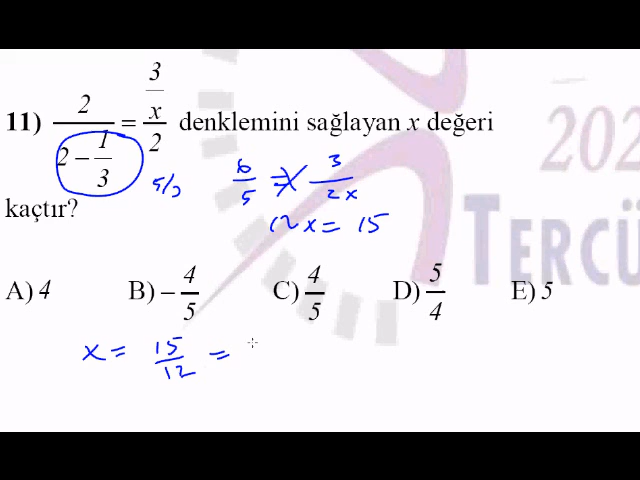 11) 2/(2 − 1/3) = (3/x)/2 denklemini sağlayan x değeri
5/3
6/5 = 3/2x
kaçtır?
12x = 15
A) 4 B) −4/5 C) 4/5 D) 5/4 E) 5
x = 15/12 =
202
TERCÜ